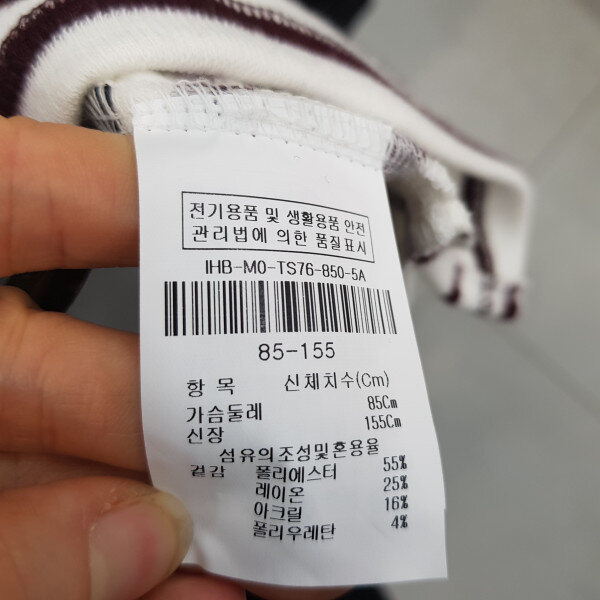 전기용품 및 생활용품 안전
관리법에 의한 품질표시
IHB-MO-TS76-850-5A
85-155
항 목 신체치수(Cm)
가슴둘레 85Cm
신장 155Cm
섬유의조성및혼용율
겉감 폴리에스터 55%
레이온 25%
아크릴 16%
폴리우레탄 4%